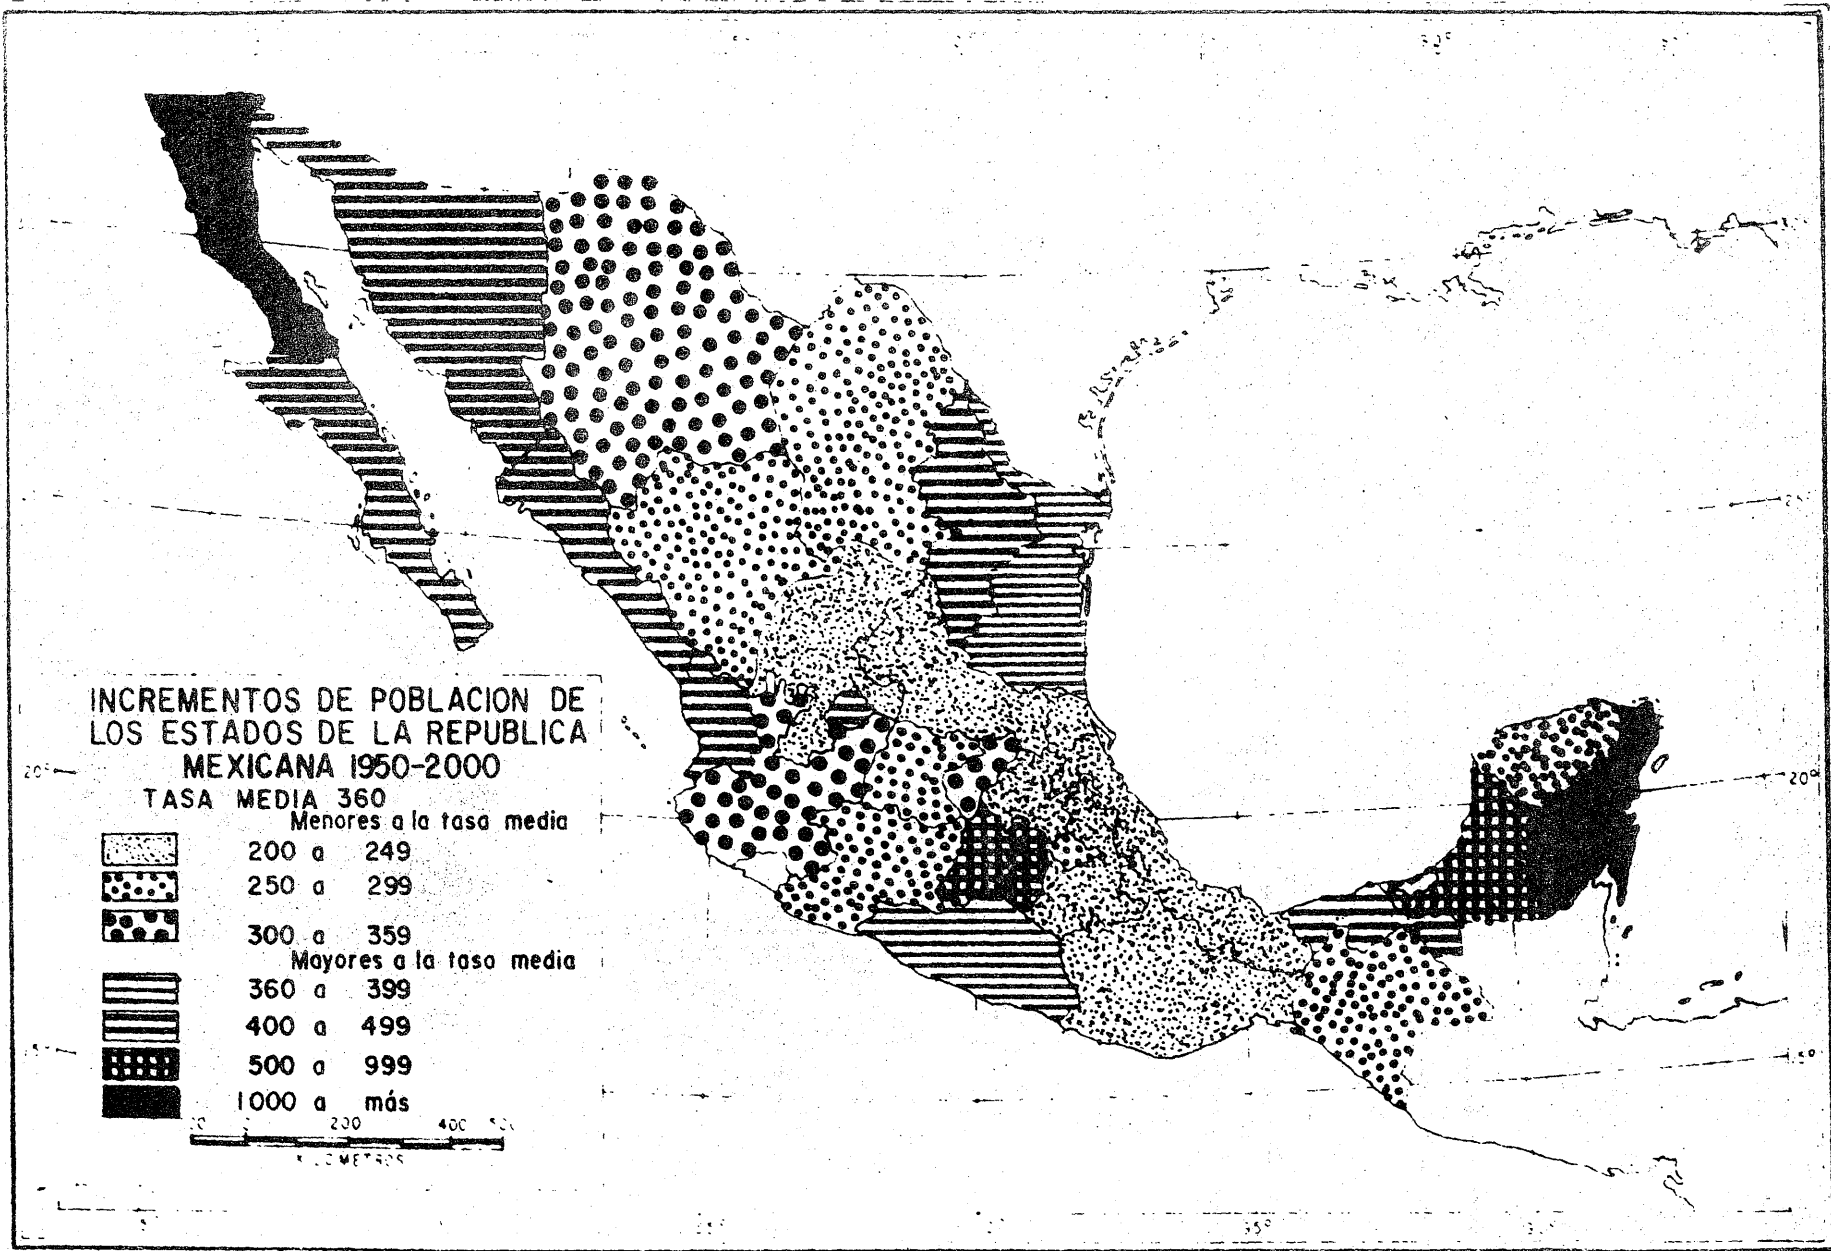 INCREMENTOS DE POBLACION DE
LOS ESTADOS DE LA REPUBLICA
MEXICANA 1950-2000
TASA MEDIA 360
Menores a la tasa media
200 a 249
250 a 299
300 a 359
Mayores a la tasa media
360 a 399
400 a 499
500 a 999
1000 a más
200 400
KILOMETROS
20°
20°